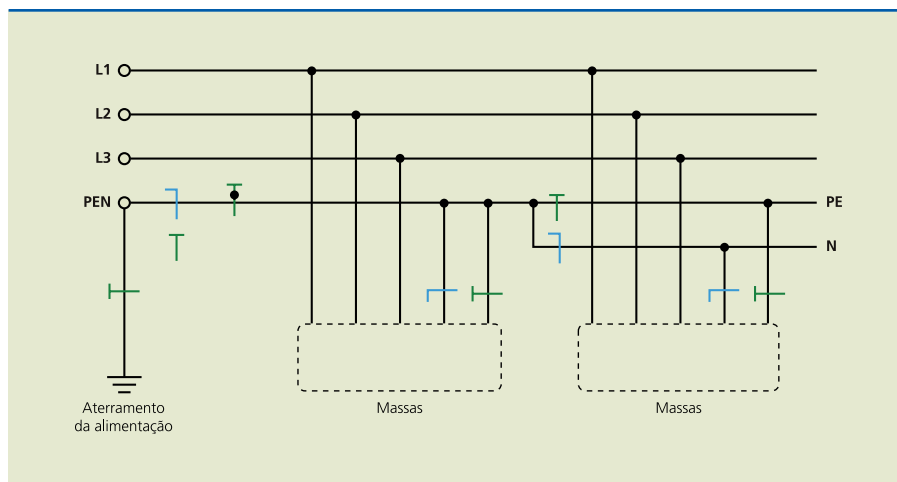 L1
L2
L3
PEN
PE
N
Aterramento
da alimentação
Massas
Massas